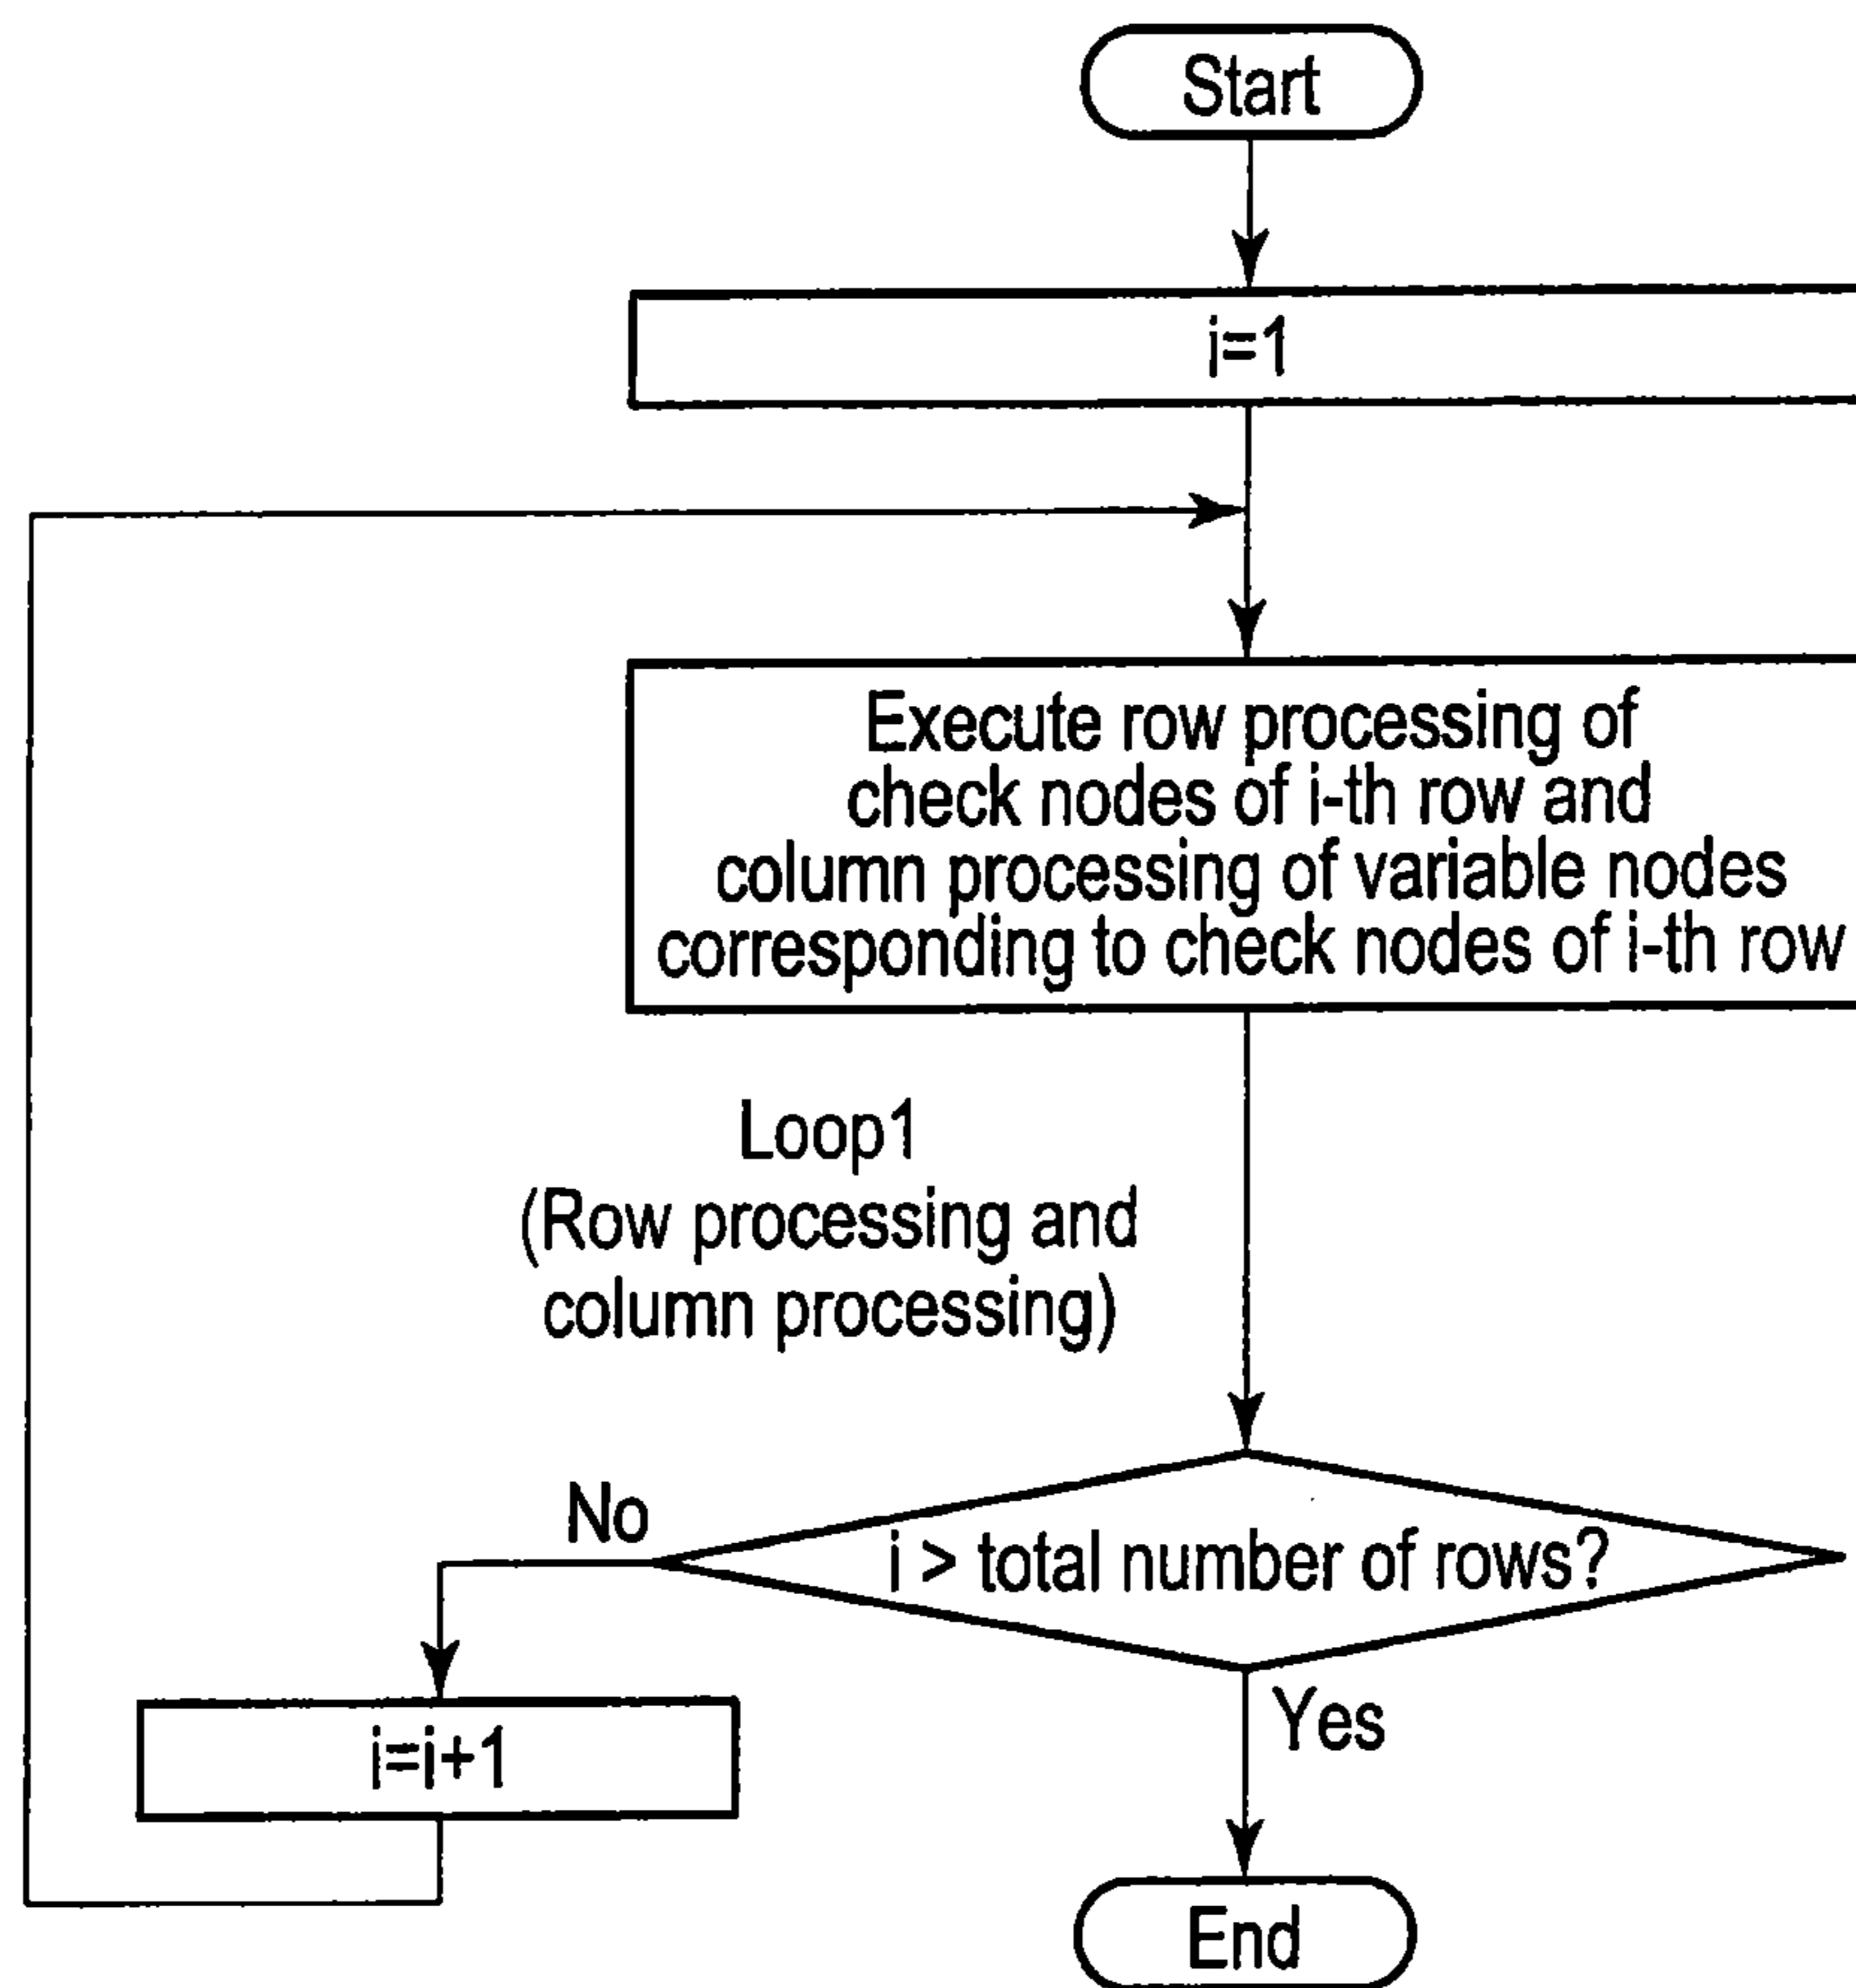 Start
i=1
Execute row processing of
check nodes of i-th row and
column processing of variable nodes
corresponding to check nodes of i-th row
Loop1
(Row processing and
column processing)
i > total number of rows?
No
Yes
i=i+1
End